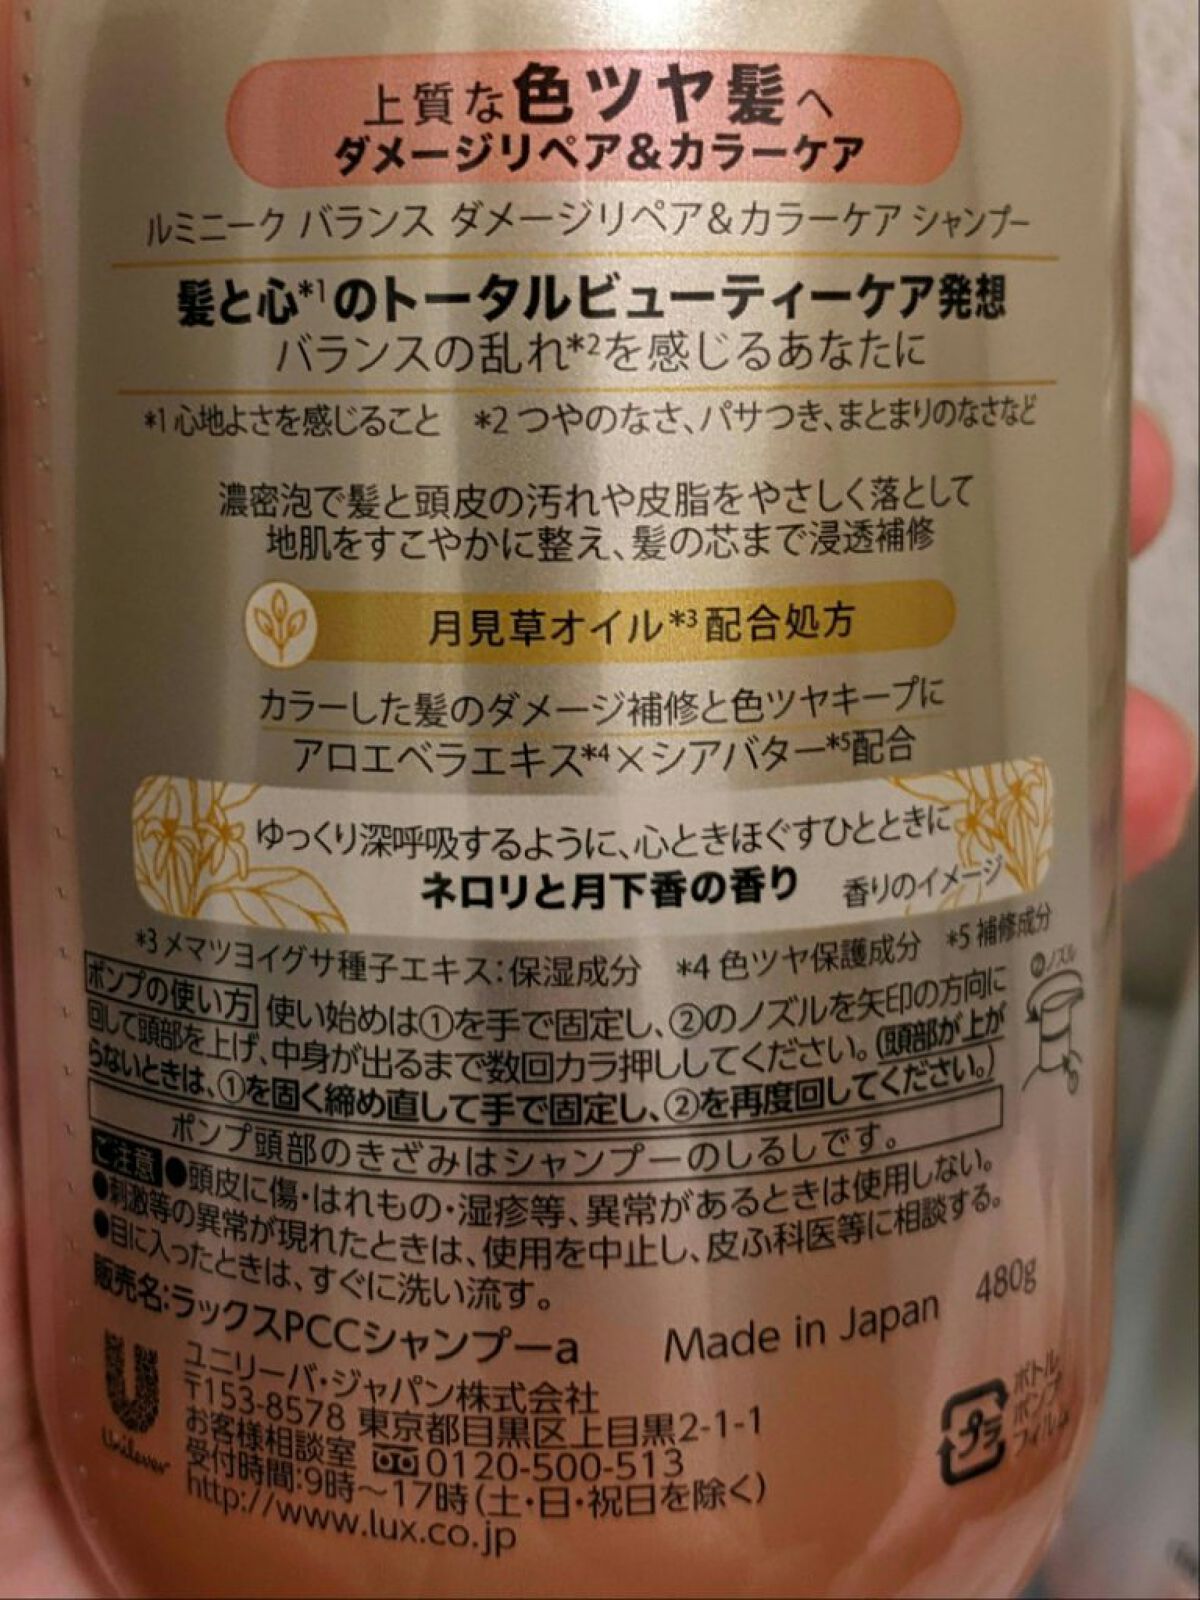 上質な色ツヤ髪へ
ダメージリペア&カラーケア
ルミニーク バランス ダメージリペア&カラーケア シャンプー
髪と心*1のトータルビューティーケア発想
バランスの乱れ*2を感じるあなたに
*1 心地よさを感じること *2 つやのなさ、パサつき、まとまりのなさなど
濃密泡で髪と頭皮の汚れや皮脂をやさしく落として
地肌をすこやかに整え、髪の芯まで浸透補修
月見草オイル*3配合処方
カラーした髪のダメージ補修と色ツヤキープに
アロエベラエキス*4×シアバター*5配合
ゆっくり深呼吸するように、心ときほぐすひとときに
ネロリと月下香の香り 香りのイメージ
*3 メマツヨイグサ種子エキス:保湿成分 *4 色ツヤ保護成分 *5 補修成分
ポンプの使い方 使い始めは①を手で固定し、②のノズルを矢印の方向に
回して頭部を上げ、中身が出るまで数回カラ押ししてください。(頭部が上が
らないときは、①を固く締め直して手で固定し、②を再度回してください。)
②ノズル
ポンプ頭部のきざみはシャンプーのしるしです。
ご注意 ●頭皮に傷・はれもの・湿疹等、異常があるときは使用しない。
●刺激等の異常が現れたときは、使用を中止し、皮ふ科医等に相談する。
●目に入ったときは、すぐに洗い流す。
販売名:ラックスPCCシャンプーa Made in Japan 480g
ユニリーバ・ジャパン株式会社
〒153-8578 東京都目黒区上目黒2-1-1
お客様相談室 0120-500-513
受付時間:9時〜17時(土・日・祝日を除く)
http://www.lux.co.jp
Unilever
プラ
ボトル
ポンプ
フィルム